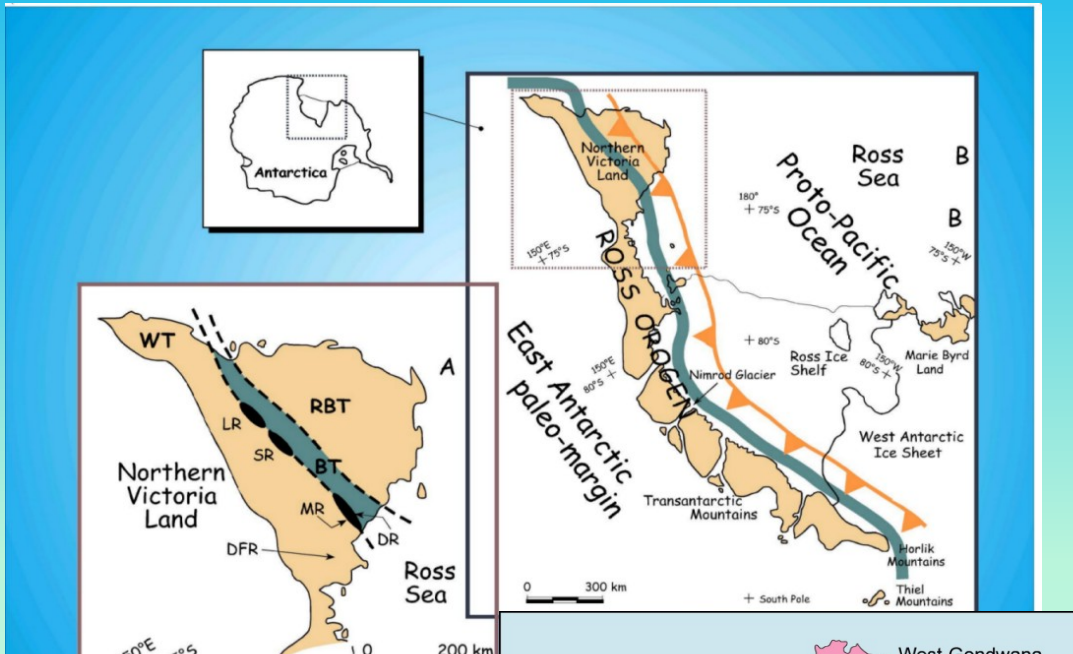 Antarctica
Northern
Victoria
Land
Ross
Sea
B
B
Proto-Pacific
Ocean
180°
75°S
150°W
75°S
150°E
75°S
ROSS OROGEN
East Antarctic
paleo-margin
80°S
Ross Ice
Shelf
150°W
80°S
Marie Byrd
Land
150°E
80°S
Nimrod Glacier
West Antarctic
Ice Sheet
Transantarctic
Mountains
Horlik
Mountains
Thiel
Mountains
0 300 km
South Pole
WT
A
RBT
LR
SR
BT
Northern
Victoria
Land
MR
DR
DFR
Ross
Sea
0 200 km
West Gondwana